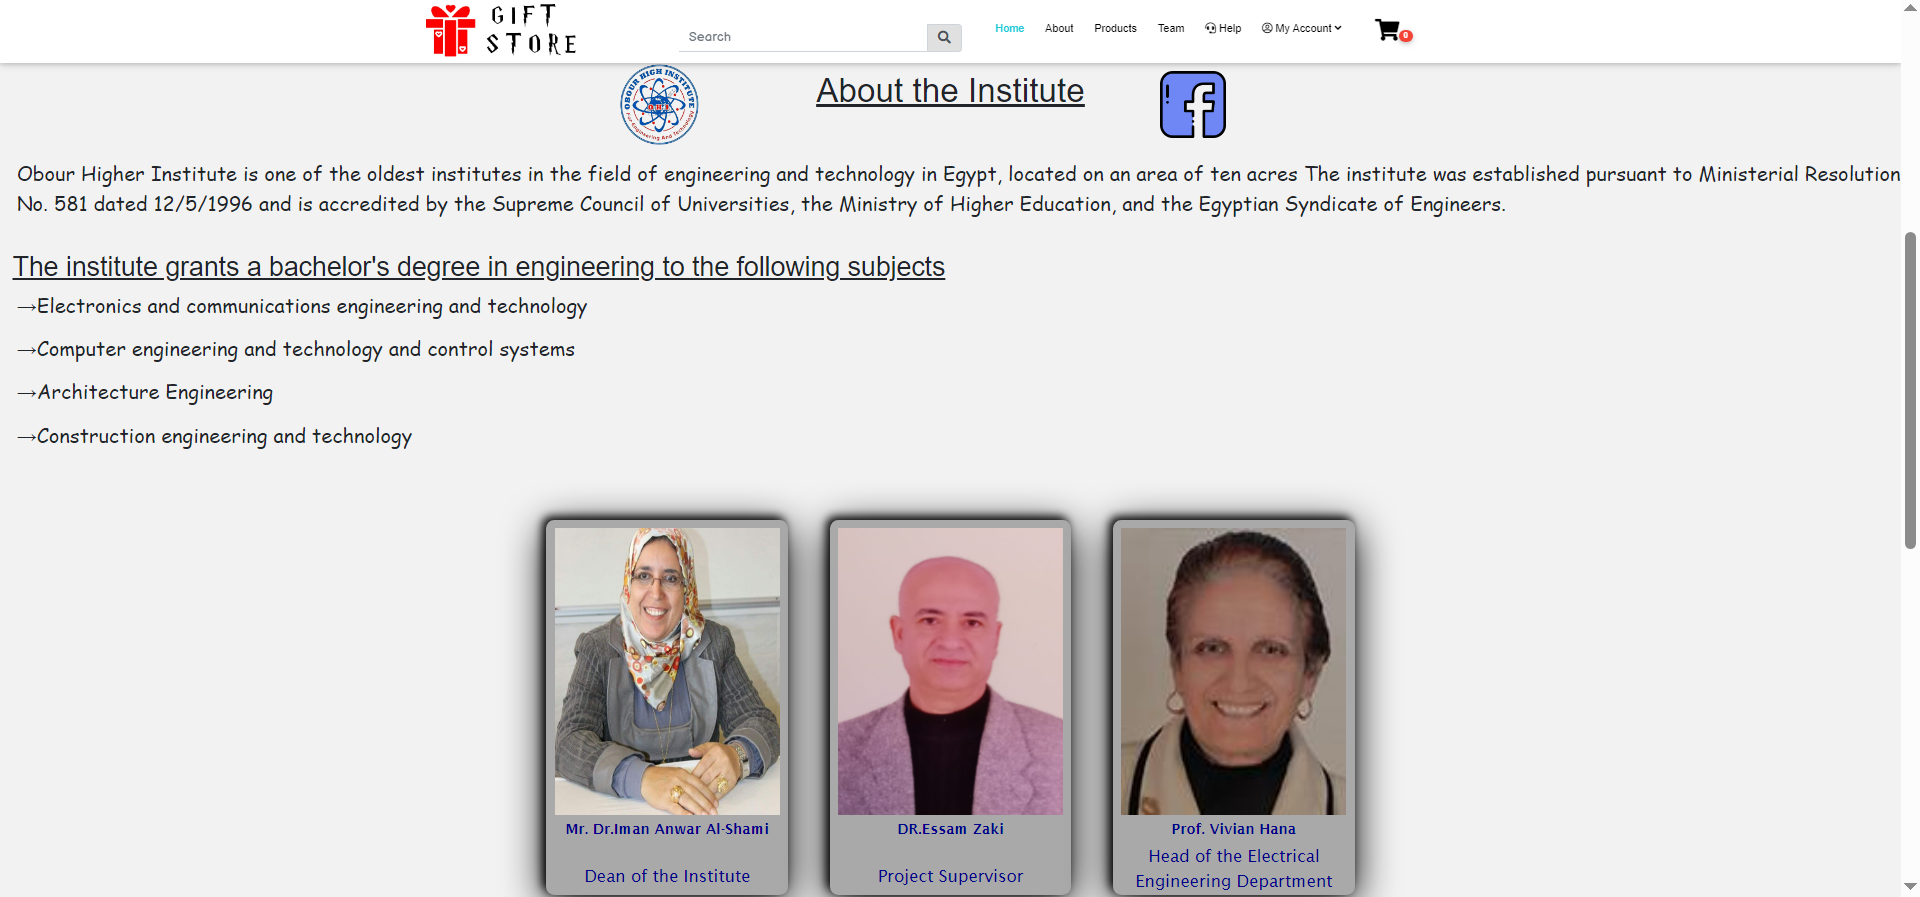 GIFT
STORE
Search
Home
About
Products
Team
Help
My Account
0
OBOUR HIGH INSTITUTE
O.H.I
For Engineering And Technology
About the Institute
Obour Higher Institute is one of the oldest institutes in the field of engineering and technology in Egypt, located on an area of ten acres The institute was established pursuant to Ministerial Resolution
No. 581 dated 12/5/1996 and is accredited by the Supreme Council of Universities, the Ministry of Higher Education, and the Egyptian Syndicate of Engineers.
The institute grants a bachelor's degree in engineering to the following subjects
→Electronics and communications engineering and technology
→Computer engineering and technology and control systems
→Architecture Engineering
→Construction engineering and technology
Mr. Dr.Iman Anwar Al-Shami
Dean of the Institute
DR.Essam Zaki
Project Supervisor
Prof. Vivian Hana
Head of the Electrical
Engineering Department